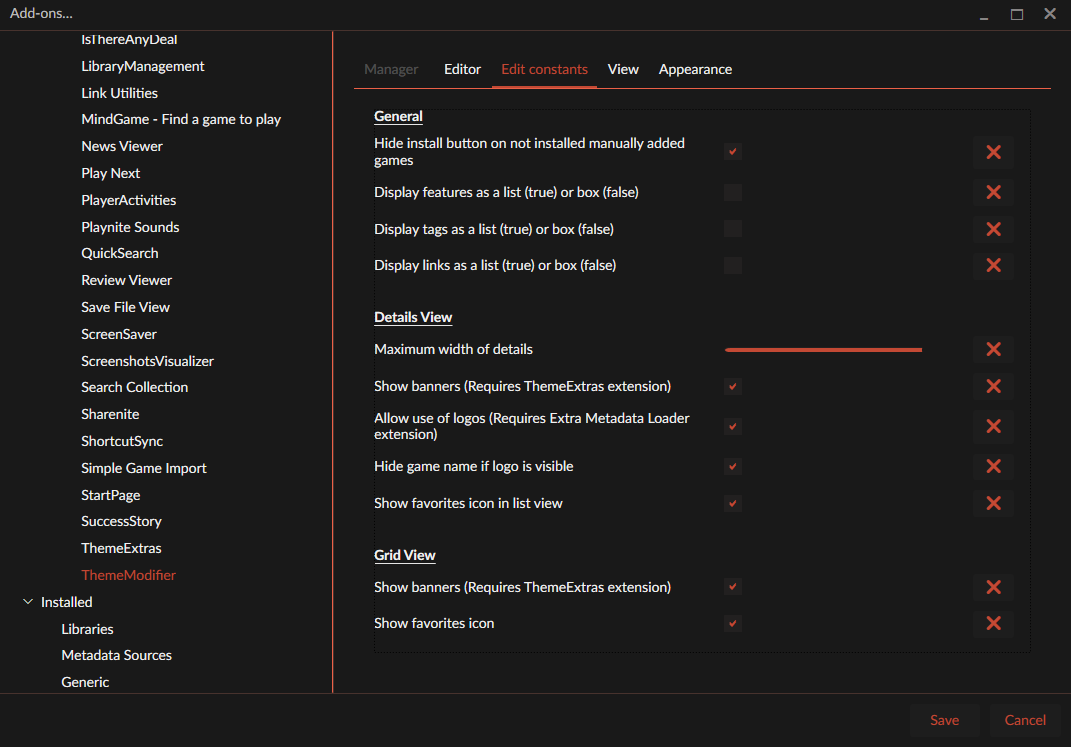 Add-ons...
IsThereAnyDeal
LibraryManagement
Link Utilities
MindGame - Find a game to play
News Viewer
Play Next
PlayerActivities
Playnite Sounds
QuickSearch
Review Viewer
Save File View
ScreenSaver
ScreenshotsVisualizer
Search Collection
Sharenite
ShortcutSync
Simple Game Import
StartPage
SuccessStory
ThemeExtras
ThemeModifier
Installed
Libraries
Metadata Sources
Generic
Manager Editor Edit constants View Appearance
General
Hide install button on not installed manually added
games
Display features as a list (true) or box (false)
Display tags as a list (true) or box (false)
Display links as a list (true) or box (false)
Details View
Maximum width of details
Show banners (Requires ThemeExtras extension)
Allow use of logos (Requires Extra Metadata Loader
extension)
Hide game name if logo is visible
Show favorites icon in list view
Grid View
Show banners (Requires ThemeExtras extension)
Show favorites icon
Save Cancel